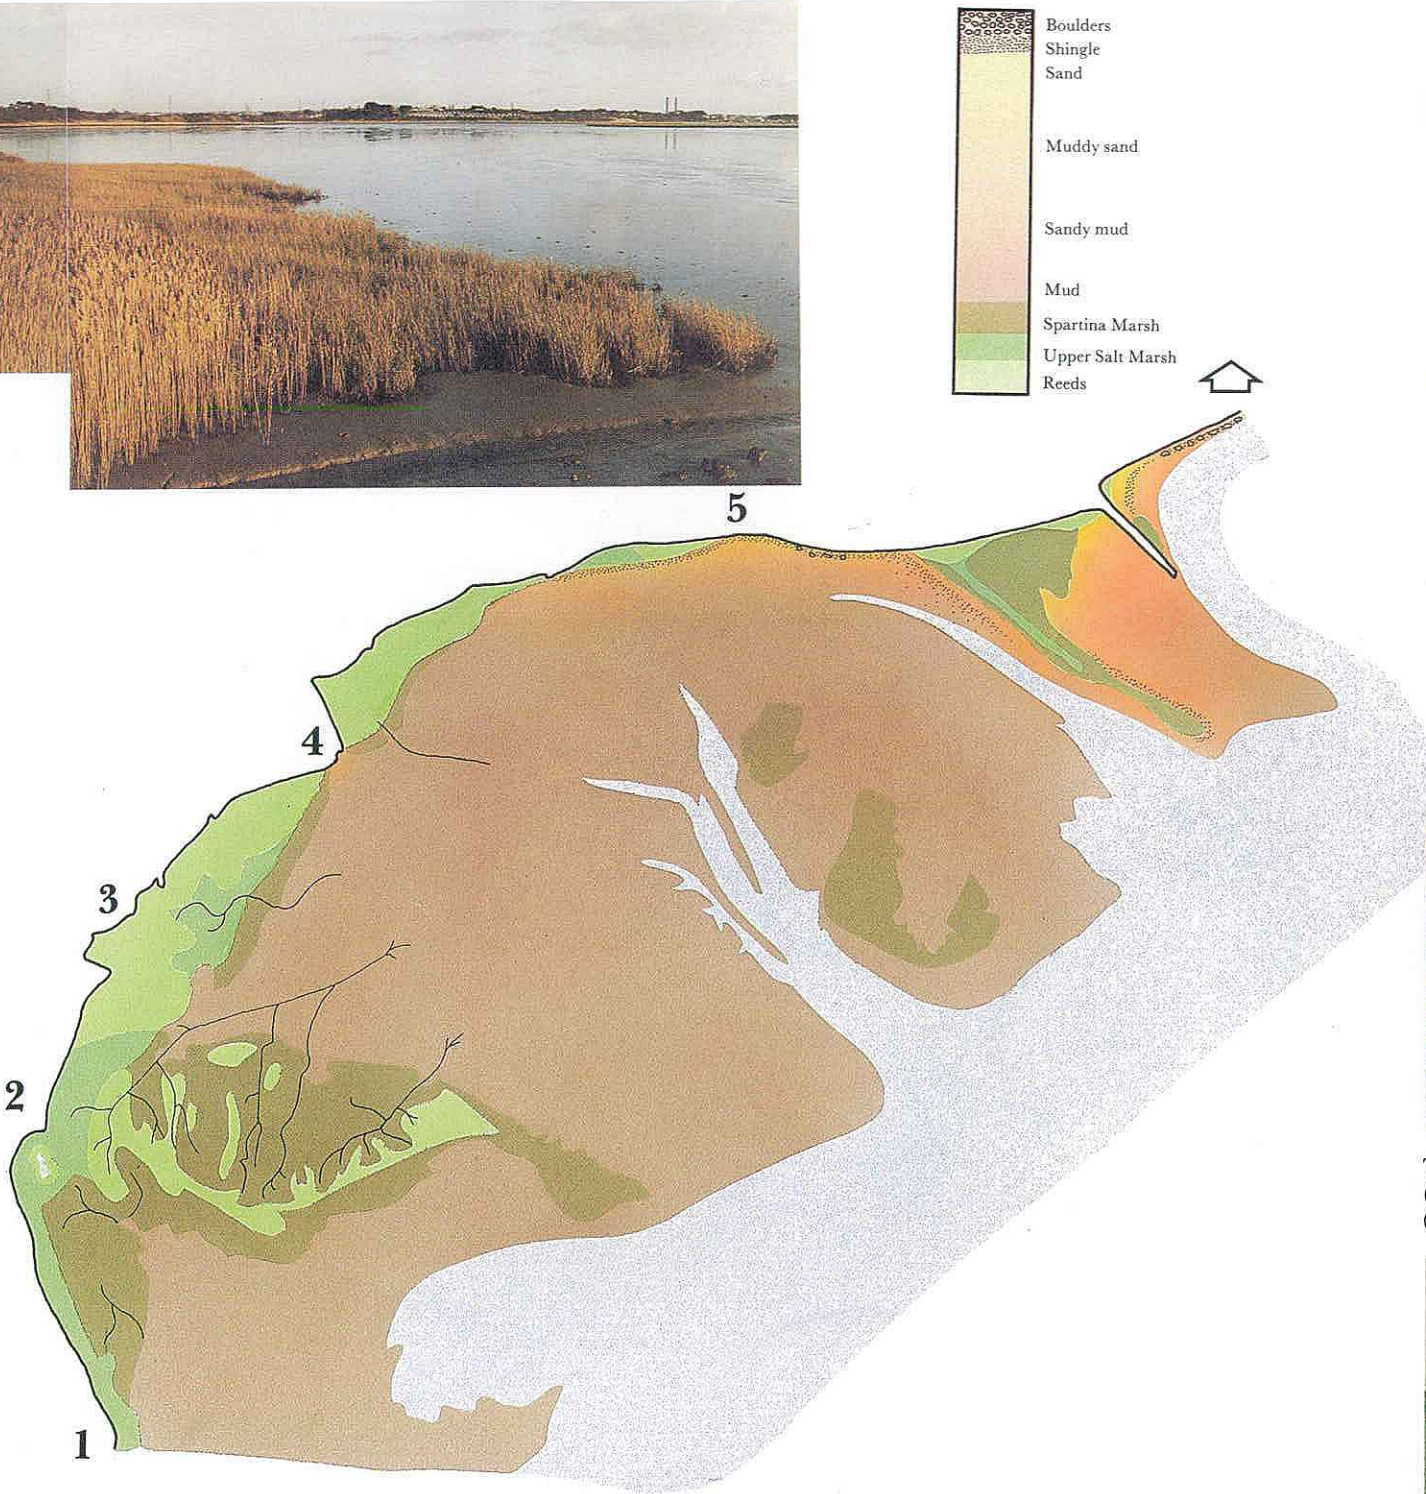 Boulders
Shingle
Sand
Muddy sand
Sandy mud
Mud
Spartina Marsh
Upper Salt Marsh
Reeds
5
4
3
2
1